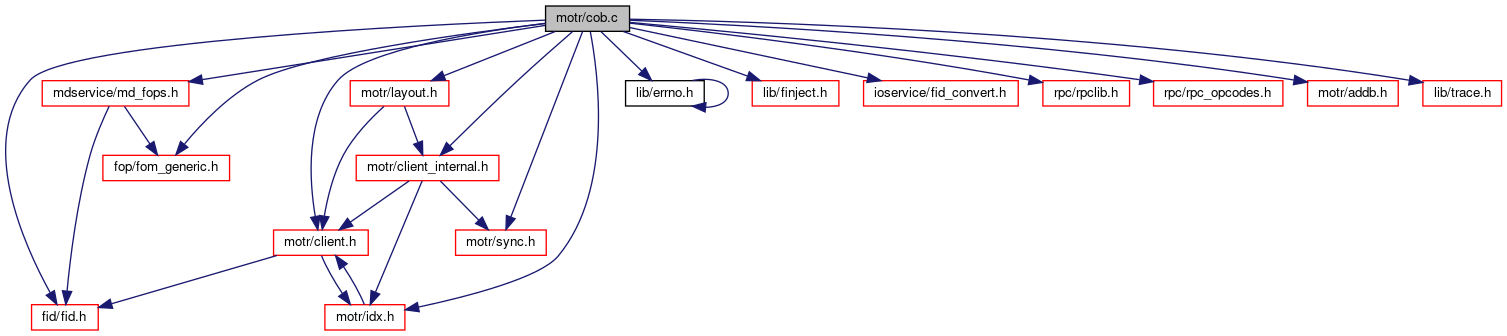 motr/cob.c
mdservice/md_fops.h
motr/layout.h
lib/errno.h
lib/finject.h
ioservice/fid_convert.h
rpc/rpclib.h
rpc/rpc_opcodes.h
motr/addb.h
lib/trace.h
fop/fom_generic.h
motr/client_internal.h
motr/client.h
motr/sync.h
fid/fid.h
motr/idx.h